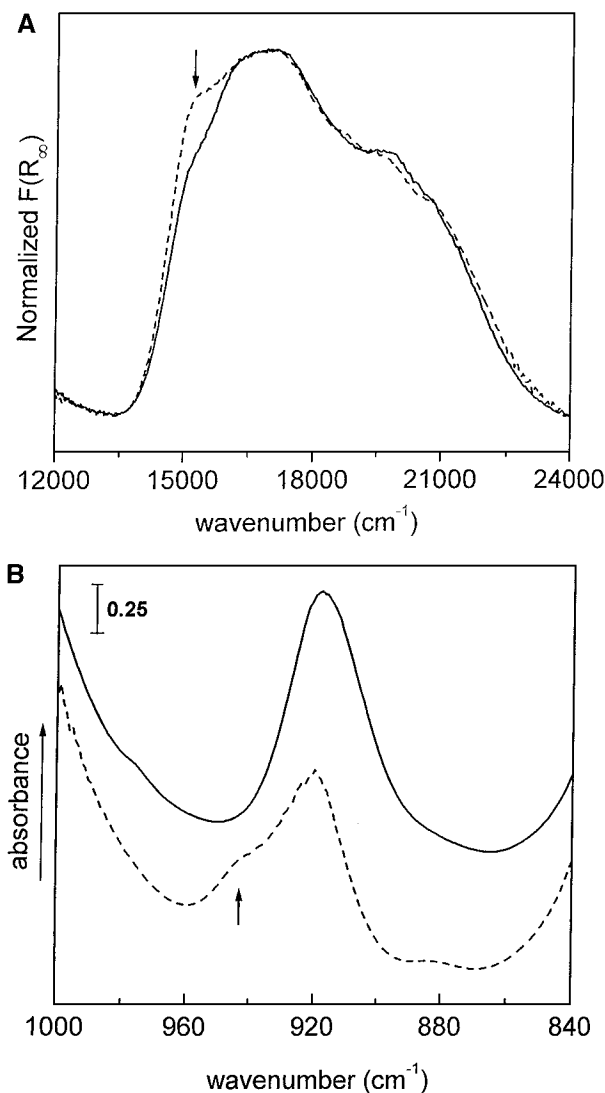 A
Normalized F(R∞)
12000 15000 18000 21000 24000
wavenumber (cm-1)
B
0.25
absorbance
1000 960 920 880 840
wavenumber (cm-1)